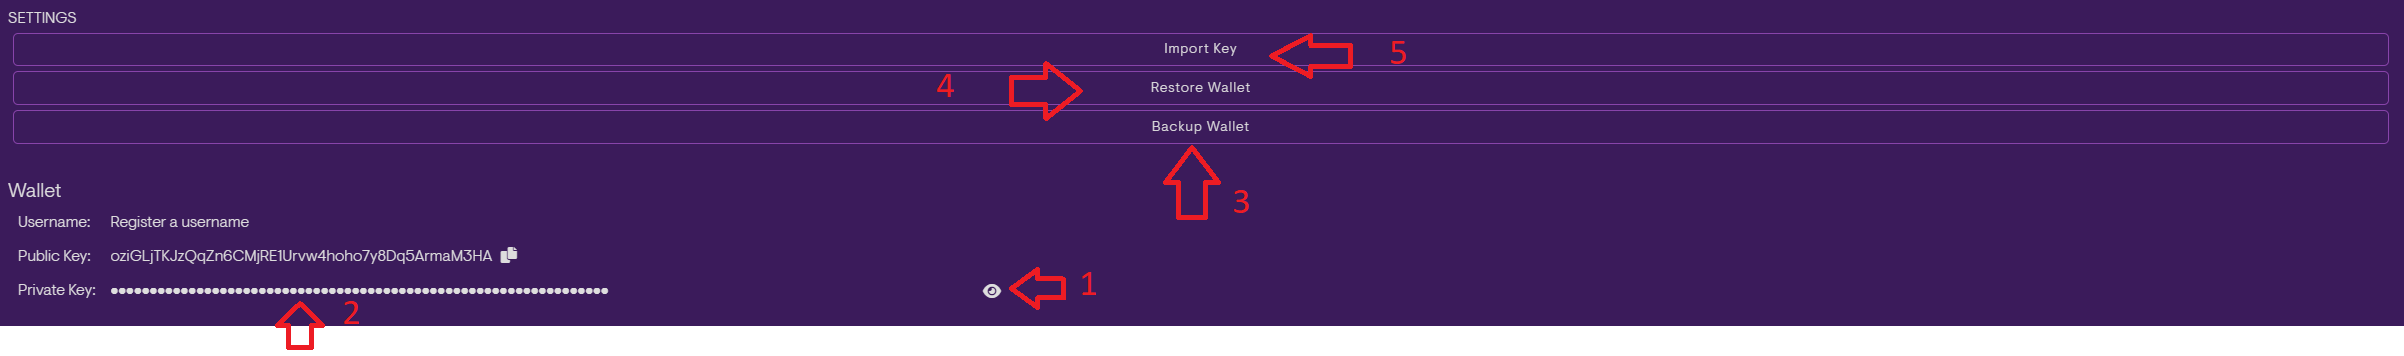 SETTINGS
Import Key
5
4
Restore Wallet
Backup Wallet
3
Wallet
Username: Register a username
Public Key: oziGLjTKJzQqZn6CMjRE1Urvw4hoho7y8Dq5ArmaM3HA
1
Private Key: ••••••••••••••••••••••••••••••••••••••••••••••••••••••••••••••••
2